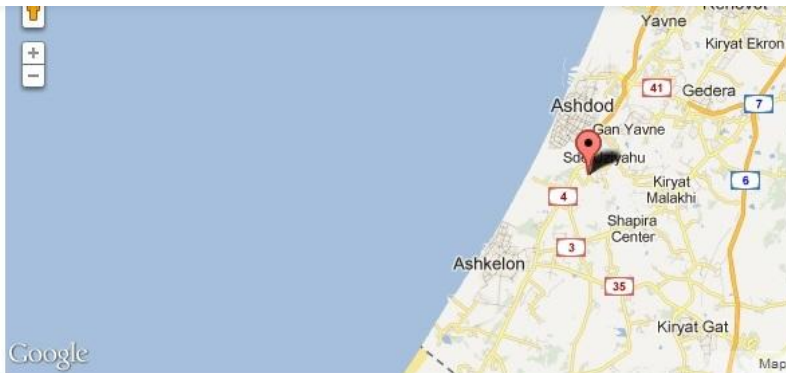 Yavne
Kiryat Ekron
+
−
41
Gedera
7
Ashdod
Gan Yavne
Kiryat
Malakhi
6
4
Shapira
Center
3
Ashkelon
35
Kiryat Gat
Google
Map